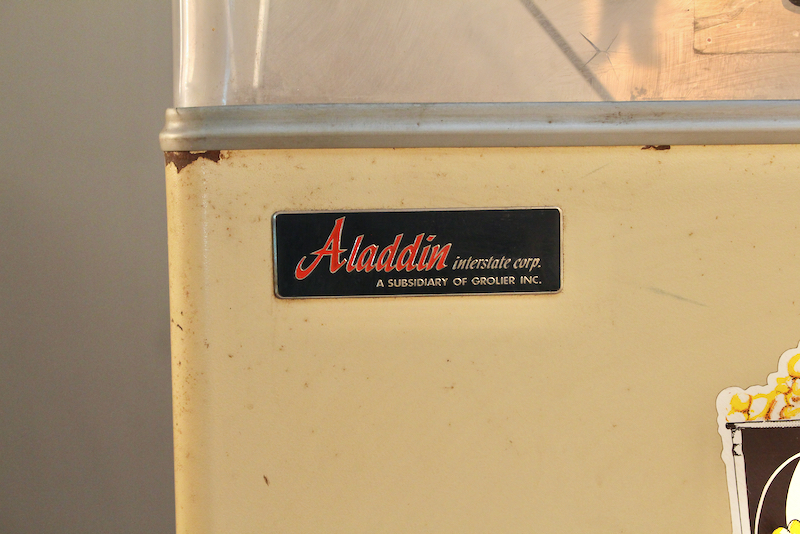 Aladdin interstate corp.
A SUBSIDIARY OF GROLIER INC.